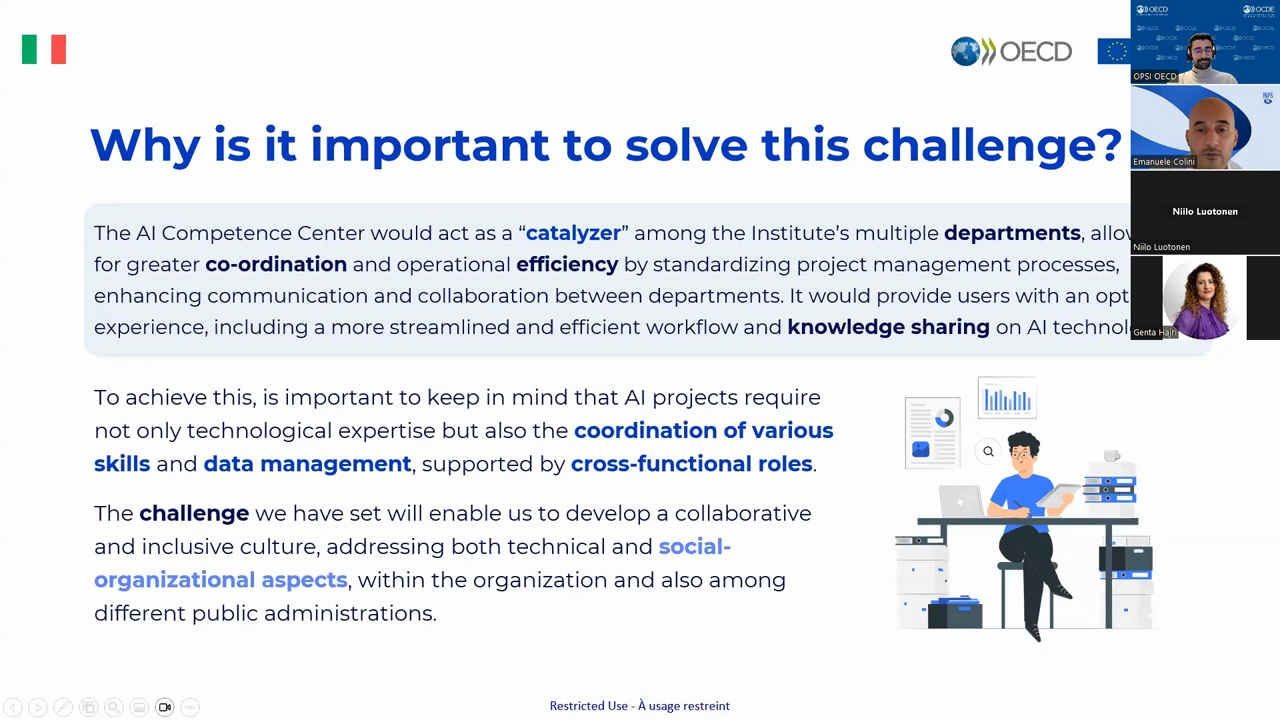 OECD
Why is it important to solve this challenge?
The AI Competence Center would act as a “catalyzer” among the Institute’s multiple departments,
for greater co-ordination and operational efficiency by standardizing project management processes,
enhancing communication and collaboration between departments. It would provide users with an
experience, including a more streamlined and efficient workflow and knowledge sharing on AI
To achieve this, is important to keep in mind that AI projects require
not only technological expertise but also the coordination of various
skills and data management, supported by cross-functional roles.
The challenge we have set will enable us to develop a collaborative
and inclusive culture, addressing both technical and social-
organizational aspects, within the organization and also among
different public administrations.
Restricted Use - À usage restreint
OECD
OCDE
OPSI OECD
INPS
Emanuele Colini
Niilo Luotonen
Niilo Luotonen
Genta Hajri